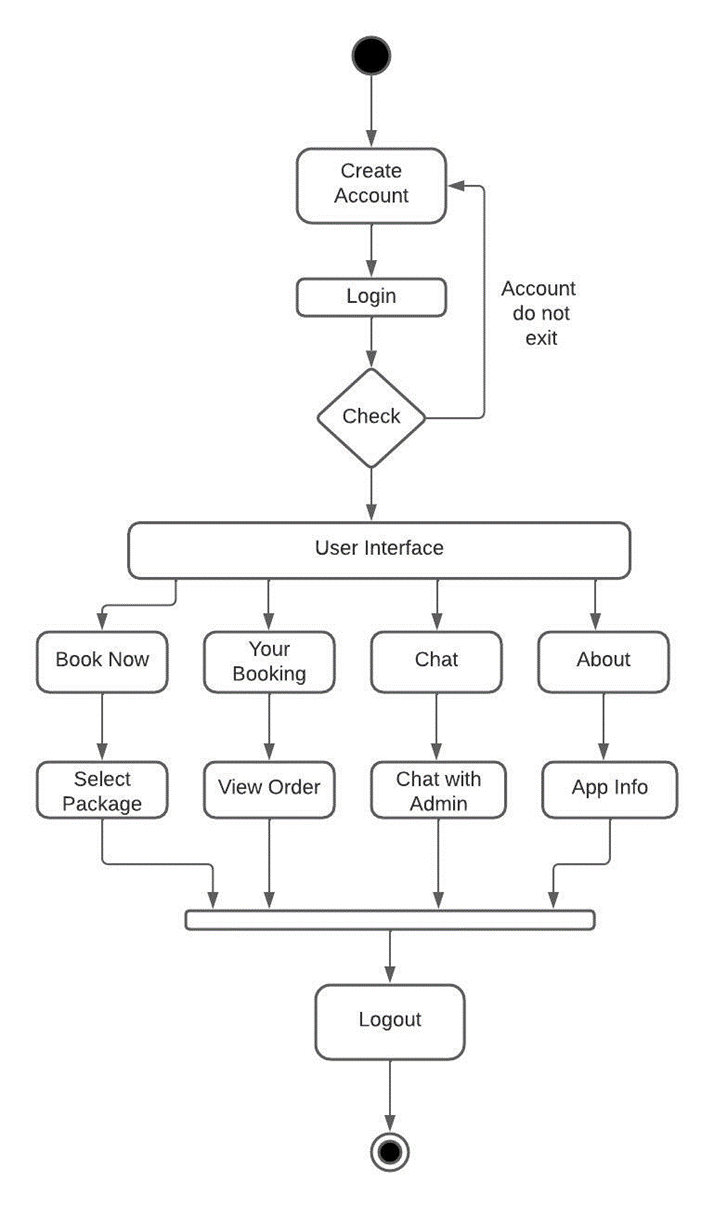 Create
Account
Login
Account
do not
exit
Check
User Interface
Book Now
Your
Booking
Chat
About
Select
Package
View Order
Chat with
Admin
App Info
Logout